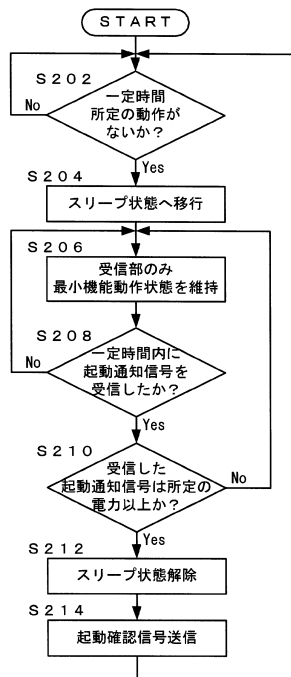 START
S202
一定時間
所定の動作が
ないか？
No
Yes
S204
スリープ状態へ移行
S206
受信部のみ
最小機能動作状態を維持
S208
一定時間内に
起動通知信号を
受信したか？
No
Yes
S210
受信した
起動通知信号は所定の
電力以上か？
No
Yes
S212
スリープ状態解除
S214
起動確認信号送信